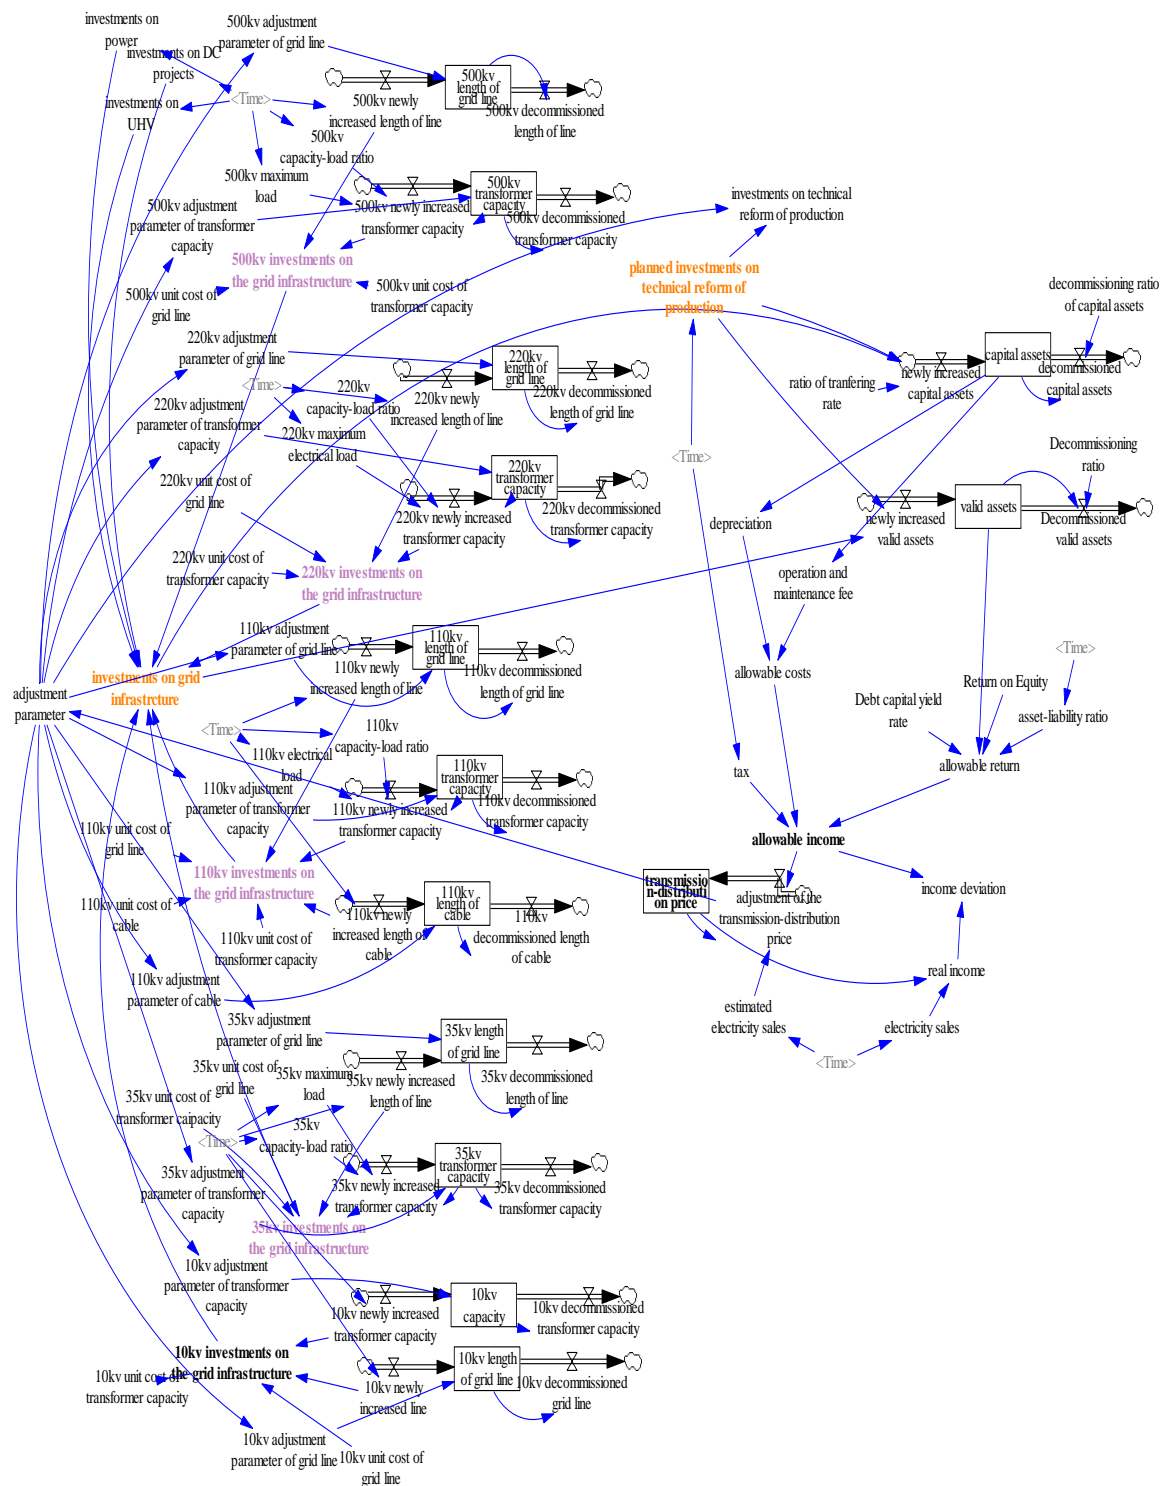 investments on
power
500kv adjustment
parameter of grid line
investments on DC
projects
investments on
UHV
<Time>
500kv newly
increased length of line
500kv
length of
grid line
500kv decommissioned
length of line
500kv
capacity-load ratio
500kv maximum
load
500kv newly increased
transformer capacity
500kv
transformer
capacity
500kv decommissioned
transformer capacity
500kv adjustment
parameter of transformer
capacity
500kv investments on
the grid infrastructure
500kv unit cost of
grid line
500kv unit cost of
transformer capacity
investments on technical
reform of production
planned investments on
technical reform of
production
decommissioning ratio
of capital assets
capital assets
newly increased
capital assets
decommissioned
capital assets
ratio of tranfering
rate
220kv adjustment
parameter of grid line
<Time>
220kv
capacity-load ratio
220kv newly
increased length of line
220kv
length of
grid line
220kv decommissioned
length of grid line
220kv adjustment
parameter of transformer
capacity
220kv maximum
electrical load
220kv unit cost of
grid line
220kv newly increased
transformer capacity
220kv
transformer
capacity
220kv decommissioned
transformer capacity
220kv unit cost of
transformer capacity
220kv investments on
the grid infrastructure
<Time>
Decommissioning
ratio
valid assets
newly increased
valid assets
Decommissioned
valid assets
depreciation
operation and
maintenance fee
allowable costs
<Time>
Return on Equity
Debt capital yield
rate
asset-liability ratio
allowable return
tax
allowable income
110kv adjustment
parameter of grid line
110kv newly
increased length of line
110kv
length of
grid line
110kv decommissioned
length of grid line
investments on grid
infrastrcture
adjustment
parameter
<Time>
110kv
capacity-load ratio
110kv electrical
load
110kv adjustment
parameter of transformer
capacity
110kv newly increased
transformer capacity
110kv
transformer
capacity
110kv decommissioned
transformer capacity
110kv unit cost of
grid line
110kv investments on
the grid infrastructure
110kv unit cost of
cable
110kv unit cost of
transformer capacity
110kv newly
increased length of
cable
110kv
length of
cable
110kv
decommissioned length
of cable
110kv adjustment
parameter of cable
transmissio
n-distributi
on price
adjustment of the
transmission-distribution
price
income deviation
real income
estimated
electricity sales
electricity sales
<Time>
35kv adjustment
parameter of grid line
35kv length
of grid line
35kv newly increased
length of line
35kv decommissioned
length of grid line
35kv unit cost of
grid line
35kv maximum
load
35kv unit cost of
transformer caipacity
<Time>
35kv
capacity-load ratio
35kv adjustment
parameter of transformer
capacity
35kv newly increased
transformer capacity
35kv
transformer
capacity
35kv decommissioned
transformer capacity
35kv investments on
the grid infrastructure
10kv adjustment
parameter of transformer
capacity
10kv newly increased
transformer capacity
10kv
capacity
10kv decommissioned
transformer capacity
10kv investments on
the grid infrastructure
10kv unit cost of
transformer capacity
10kv newly
increased line
10kv length
of grid line
10kv decommissioned
grid line
10kv adjustment
parameter of grid line
10kv unit cost of
grid line